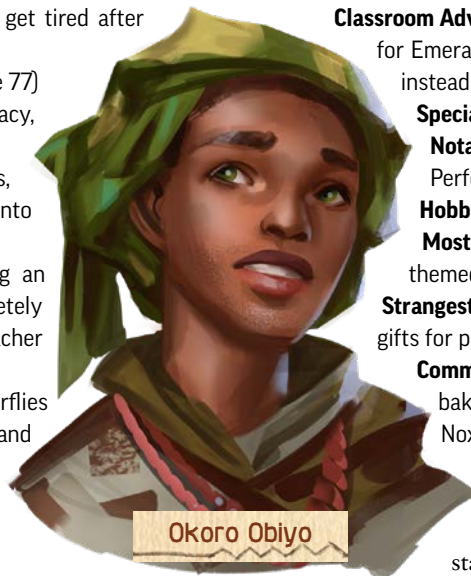 get tired after
e 77)
acy,
s,
nto
g an
etely
cher
rflies
and
Classroom Adv
for Emera
instead
Specia
Nota
Perf
Hobb
Most
themed
Strangest
gifts for p
Comm
bak
Nox
sta
Okoro Obiyo